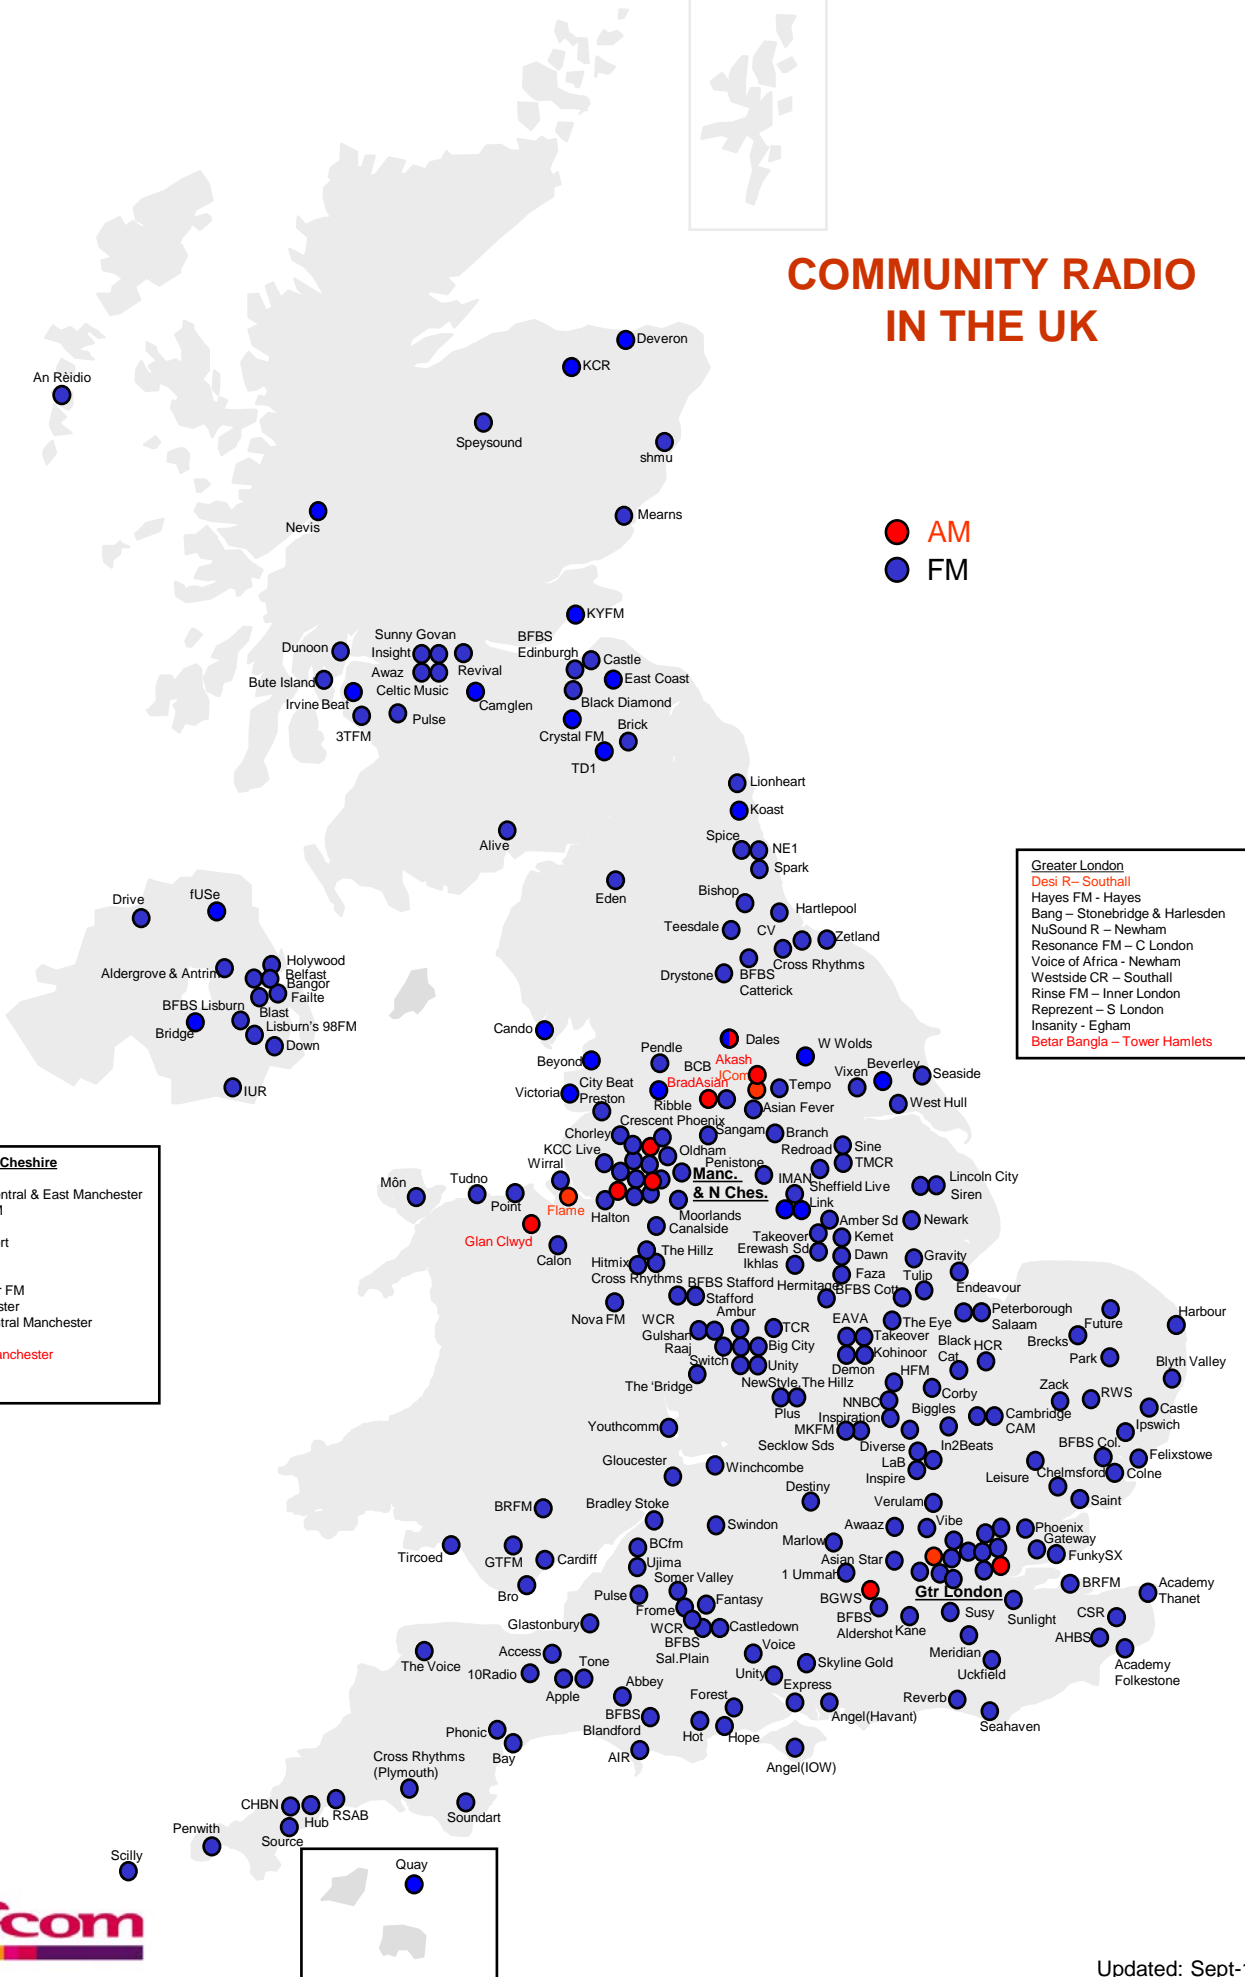 COMMUNITY RADIO
IN THE UK
Deveron
KCR
An Rèidio
Speysound
shmu
Nevis
Mearns
AM
FM
KYFM
Sunny Govan
BFBS
Edinburgh
Dunoon
Insight
Castle
Awaz
Revival
Bute Island
Celtic Music
East Coast
Irvine Beat
Camglen
Black Diamond
3TFM
Pulse
Brick
Crystal FM
TD1
Lionheart
Koast
Spice
NE1
Alive
Spark
Eden
Bishop
Hartlepool
Teesdale
CV
Zetland
Cross Rhythms
Drystone
BFBS
Catterick
Greater London
Desi R– Southall
Hayes FM - Hayes
Bang – Stonebridge & Harlesden
NuSound R – Newham
Resonance FM – C London
Voice of Africa - Newham
Westside CR – Southall
Rinse FM – Inner London
Reprezent – S London
Insanity - Egham
Betar Bangla – Tower Hamlets
Drive
fUSe
Aldergrove & Antrim
Holywood
Belfast
Bangor
Failte
BFBS Lisburn
Blast
Bridge
Lisburn's 98FM
Down
IUR
Cando
Dales
W Wolds
Beyond
Pendle
Akash
BCB
JCom
Beverley
Vixen
Seaside
Victoria
City Beat
Preston
BradAsian
Tempo
Ribble
Asian Fever
West Hull
Crescent
Phoenix
Chorley
Sangam
Branch
KCC Live
Oldham
Redroad
Sine
TMCR
Wirral
Penistone
Manc.
& N Ches.
IMAN
Sheffield Live
Lincoln City
Siren
Môn
Tudno
Point
Flame
Halton
Moorlands
Link
Glan Clwyd
Canalside
Amber Sd
Newark
Takeover
Kemet
Calon
The Hillz
Erewash Sd
Dawn
Gravity
Hitmix
Ikhlas
Faza
Cross Rhythms
BFBS Stafford
Hermitage
BFBS Cott
Tulip
Endeavour
Stafford
Nova FM
WCR
Ambur
TCR
EAVA
The Eye
Peterborough
Salaam
Future
Harbour
Gulshan
Raaj
Big City
Takeover
Black
Cat
HCR
Brecks
Switch
Unity
Kohinoor
Demon
Park
Blyth Valley
The 'Bridge
NewStyle
The Hillz
HFM
Corby
Zack
RWS
Plus
NNBC
Castle
Inspiration
Biggles
Cambridge
CAM
Ipswich
Youthcomm
MKFM
Secklow Sds
Diverse
In2Beats
BFBS Col.
Felixstowe
Gloucester
Winchcombe
LaB
Inspire
Leisure
Chelmsford
Colne
Destiny
Verulam
Saint
BRFM
Bradley Stoke
Swindon
Awaaz
Vibe
Phoenix
Tircoed
GTFM
BCfm
Marlow
Gateway
Cardiff
Ujima
Asian Star
FunkySX
Somer Valley
1 Ummah
Gtr London
BRFM
Academy
Thanet
Bro
Pulse
Fantasy
BGWS
Sunlight
Frome
BFBS
Aldershot
Kane
Susy
CSR
Glastonbury
WCR
Castledown
AHBS
BFBS
Sal.Plain
Voice
Meridian
Academy
Folkestone
The Voice
Access
Skyline Gold
Uckfield
10Radio
Tone
Unity
Apple
Abbey
Express
Forest
Reverb
BFBS
Blandford
Angel(Havant)
Phonic
Hot
Hope
Seahaven
Bay
AIR
Angel(IOW)
Cross Rhythms
(Plymouth)
CHBN
Hub
RSAB
Soundart
Penwith
Source
Scilly
Quay
Cheshire
ntral & East Manchester
rt
FM
ster
tral Manchester
anchester
com
Updated: Sept-1